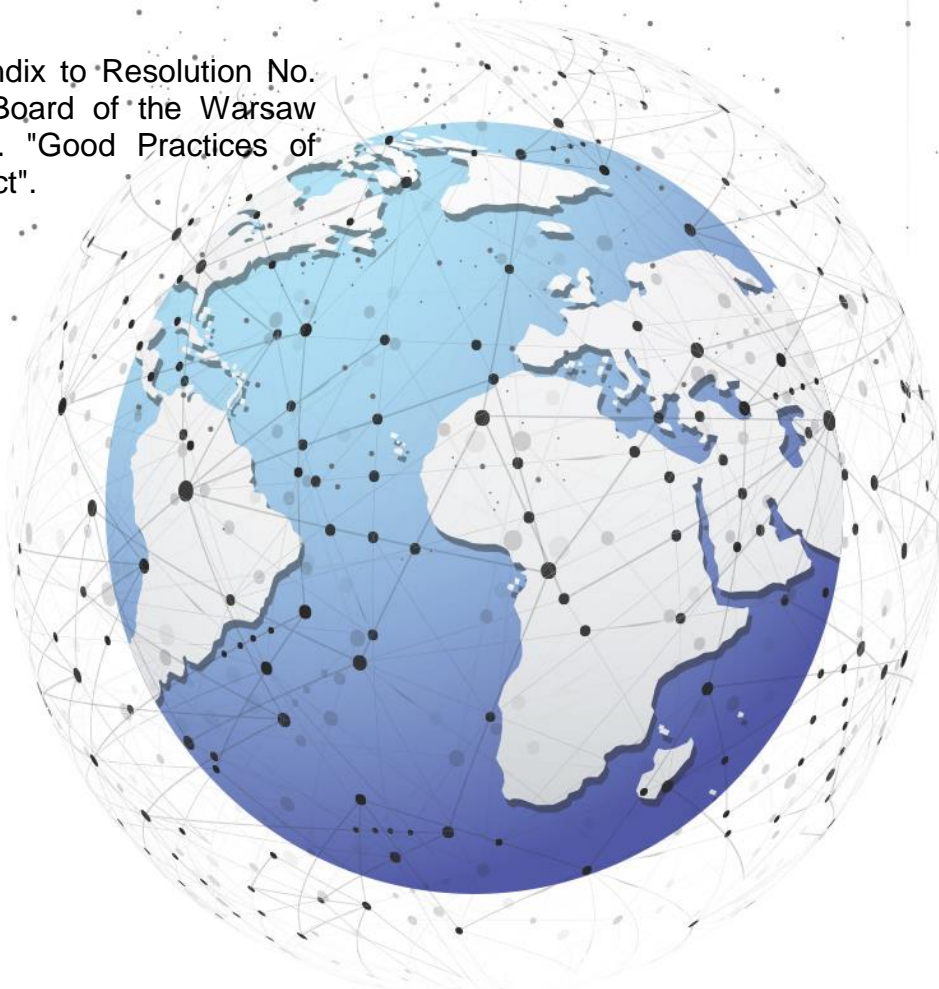 ndix to Resolution No.
Board of the Warsaw
. "Good Practices of
ct".